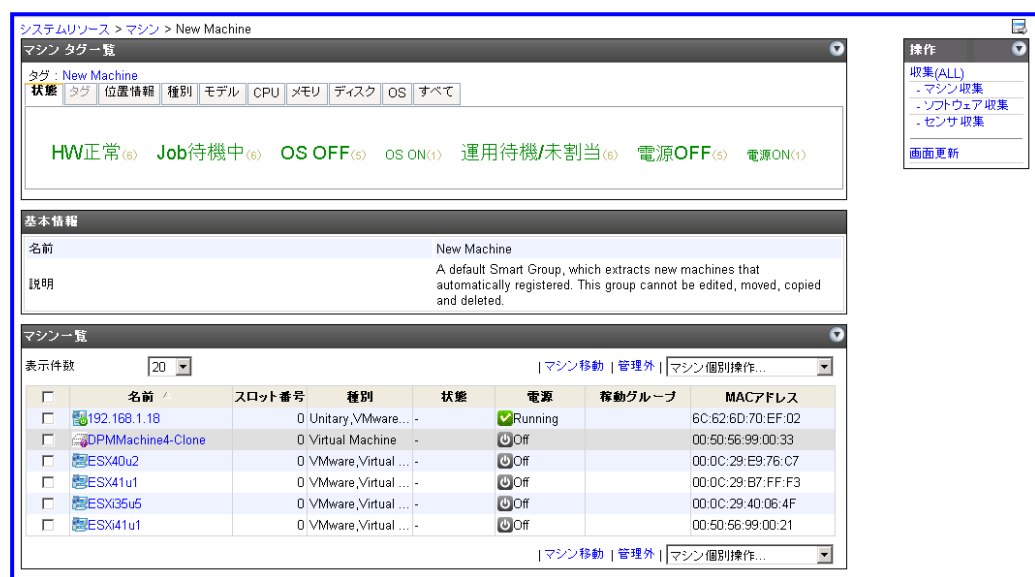 システムリソース > マシン > New Machine
マシン タグ一覧
タグ : New Machine
状態 タグ 位置情報 種別 モデル CPU メモリ ディスク OS すべて
HW正常(6) Job待機中(6) OS OFF(5) OS ON(1) 運用待機/未割当(6) 電源OFF(5) 電源ON(1)
基本情報
名前 New Machine
説明 A default Smart Group, which extracts new machines that
automatically registered. This group cannot be edited, moved, copied
and deleted.
マシン一覧
表示件数 20 | マシン移動 | 管理外 | マシン個別操作...
名前 スロット番号 種別 状態 電源 稼動グループ MACアドレス
192.168.1.18 0 Unitary,VMware... - Running 6C:62:6D:70:EF:02
DPMMachine4-Clone 0 Virtual Machine - Off 00:50:56:99:00:33
ESX40u2 0 VMware,Virtual ... - Off 00:0C:29:E9:76:C7
ESX41u1 0 VMware,Virtual ... - Off 00:0C:29:B7:FF:F3
ESXi35u5 0 VMware,Virtual ... - Off 00:0C:29:40:06:4F
ESXi41u1 0 VMware,Virtual ... - Off 00:50:56:99:00:21
| マシン移動 | 管理外 | マシン個別操作...
操作
収集(ALL)
- マシン収集
- ソフトウェア収集
- センサ収集
画面更新